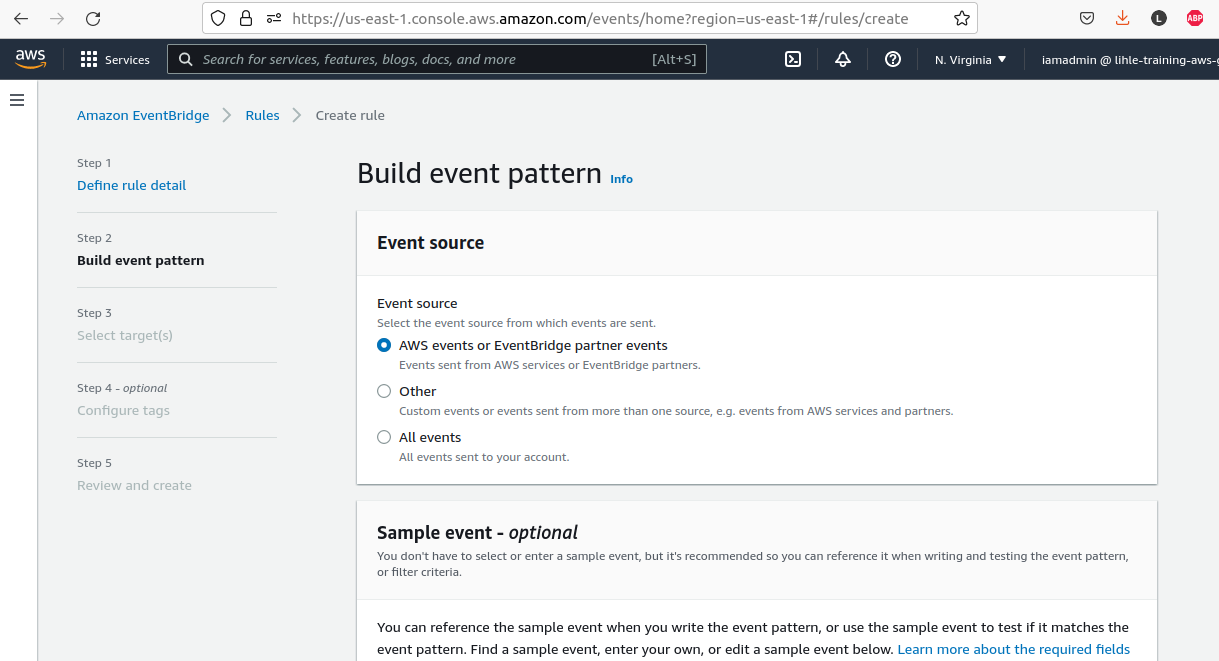 https://us-east-1.console.aws.amazon.com/events/home?region=us-east-1#/rules/create
L
ABP
aws
Services
Search for services, features, blogs, docs, and more
[Alt+S]
N. Virginia
iamadmin @ lihle-training-aws-g
Amazon EventBridge
Rules
Create rule
Step 1
Define rule detail
Step 2
Build event pattern
Step 3
Select target(s)
Step 4 - optional
Configure tags
Step 5
Review and create
Build event pattern Info
Event source
Event source
Select the event source from which events are sent.
AWS events or EventBridge partner events
Events sent from AWS services or EventBridge partners.
Other
Custom events or events sent from more than one source, e.g. events from AWS services and partners.
All events
All events sent to your account.
Sample event - optional
You don't have to select or enter a sample event, but it's recommended so you can reference it when writing and testing the event pattern,
or filter criteria.
You can reference the sample event when you write the event pattern, or use the sample event to test if it matches the
event pattern. Find a sample event, enter your own, or edit a sample event below. Learn more about the required fields